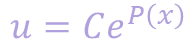 u = Ce^{P(x)}